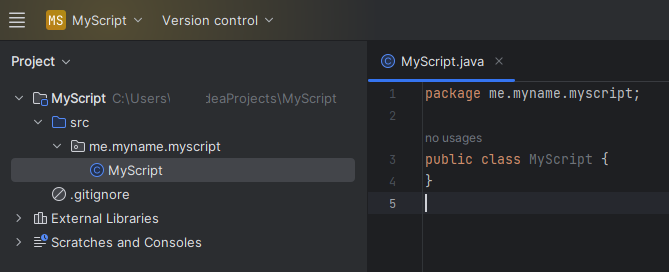 MS MyScript Version control
Project
MyScript C:\Users\ deaProjects\MyScript
src
me.myname.myscript
MyScript
.gitignore
External Libraries
Scratches and Consoles
MyScript.java
1 package me.myname.myscript;
2
no usages
3 public class MyScript {
4 }
5